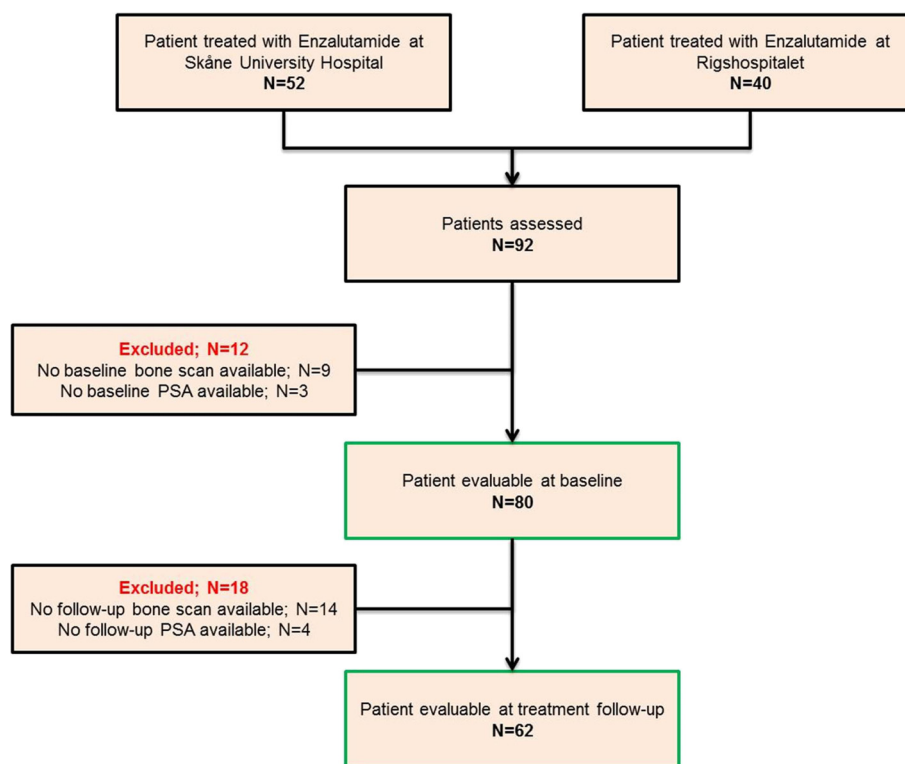 Patient treated with Enzalutamide at
Skåne University Hospital
N=52
Patient treated with Enzalutamide at
Rigshospitalet
N=40
Patients assessed
N=92
Excluded; N=12
No baseline bone scan available; N=9
No baseline PSA available; N=3
Patient evaluable at baseline
N=80
Excluded; N=18
No follow-up bone scan available; N=14
No follow-up PSA available; N=4
Patient evaluable at treatment follow-up
N=62